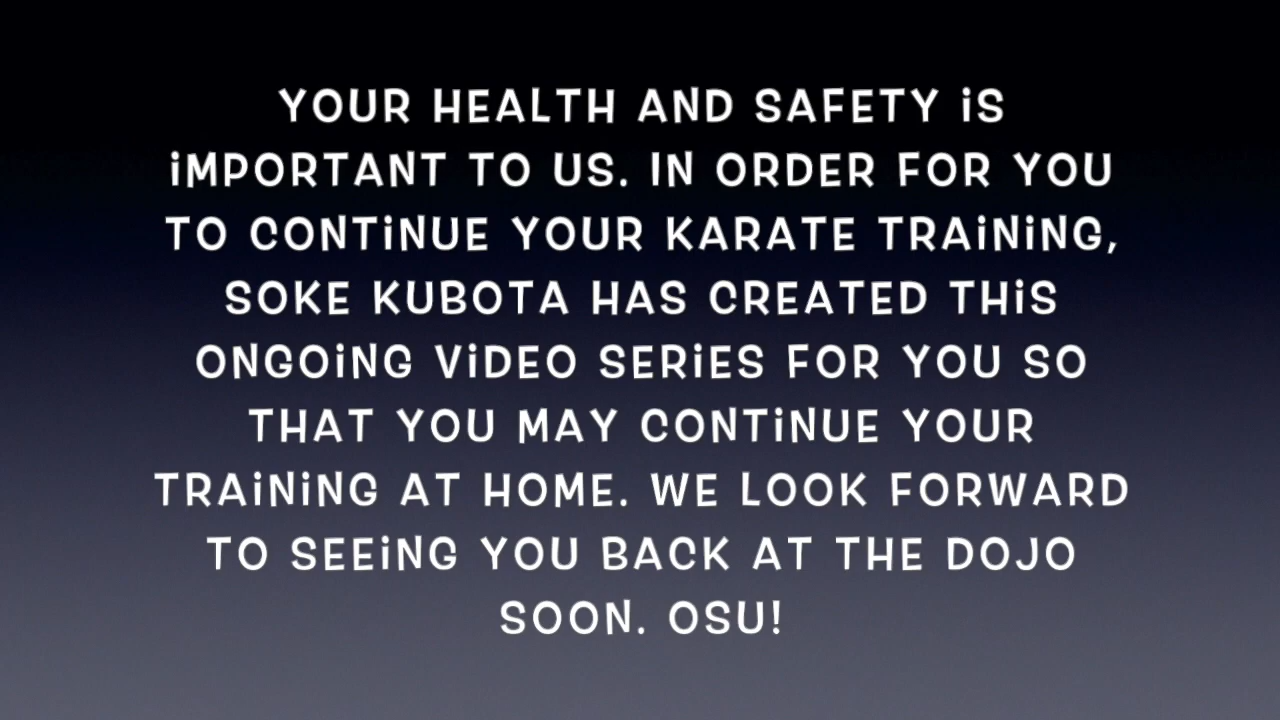 YOUR HEALTH AND SAFETY iS
iMPORTANT TO US. IN ORDER FOR YOU
TO CONTiNUE YOUR KARATE TRAiNiNG,
SOKE KUBOTA HAS CREATED THiS
ONGOiNG ViDEO SERiES FOR YOU SO
THAT YOU MAY CONTiNUE YOUR
TRAiNiNG AT HOME. WE LOOK FORWARD
TO SEEiNG YOU BACK AT THE DOJO
SOON. OSU!